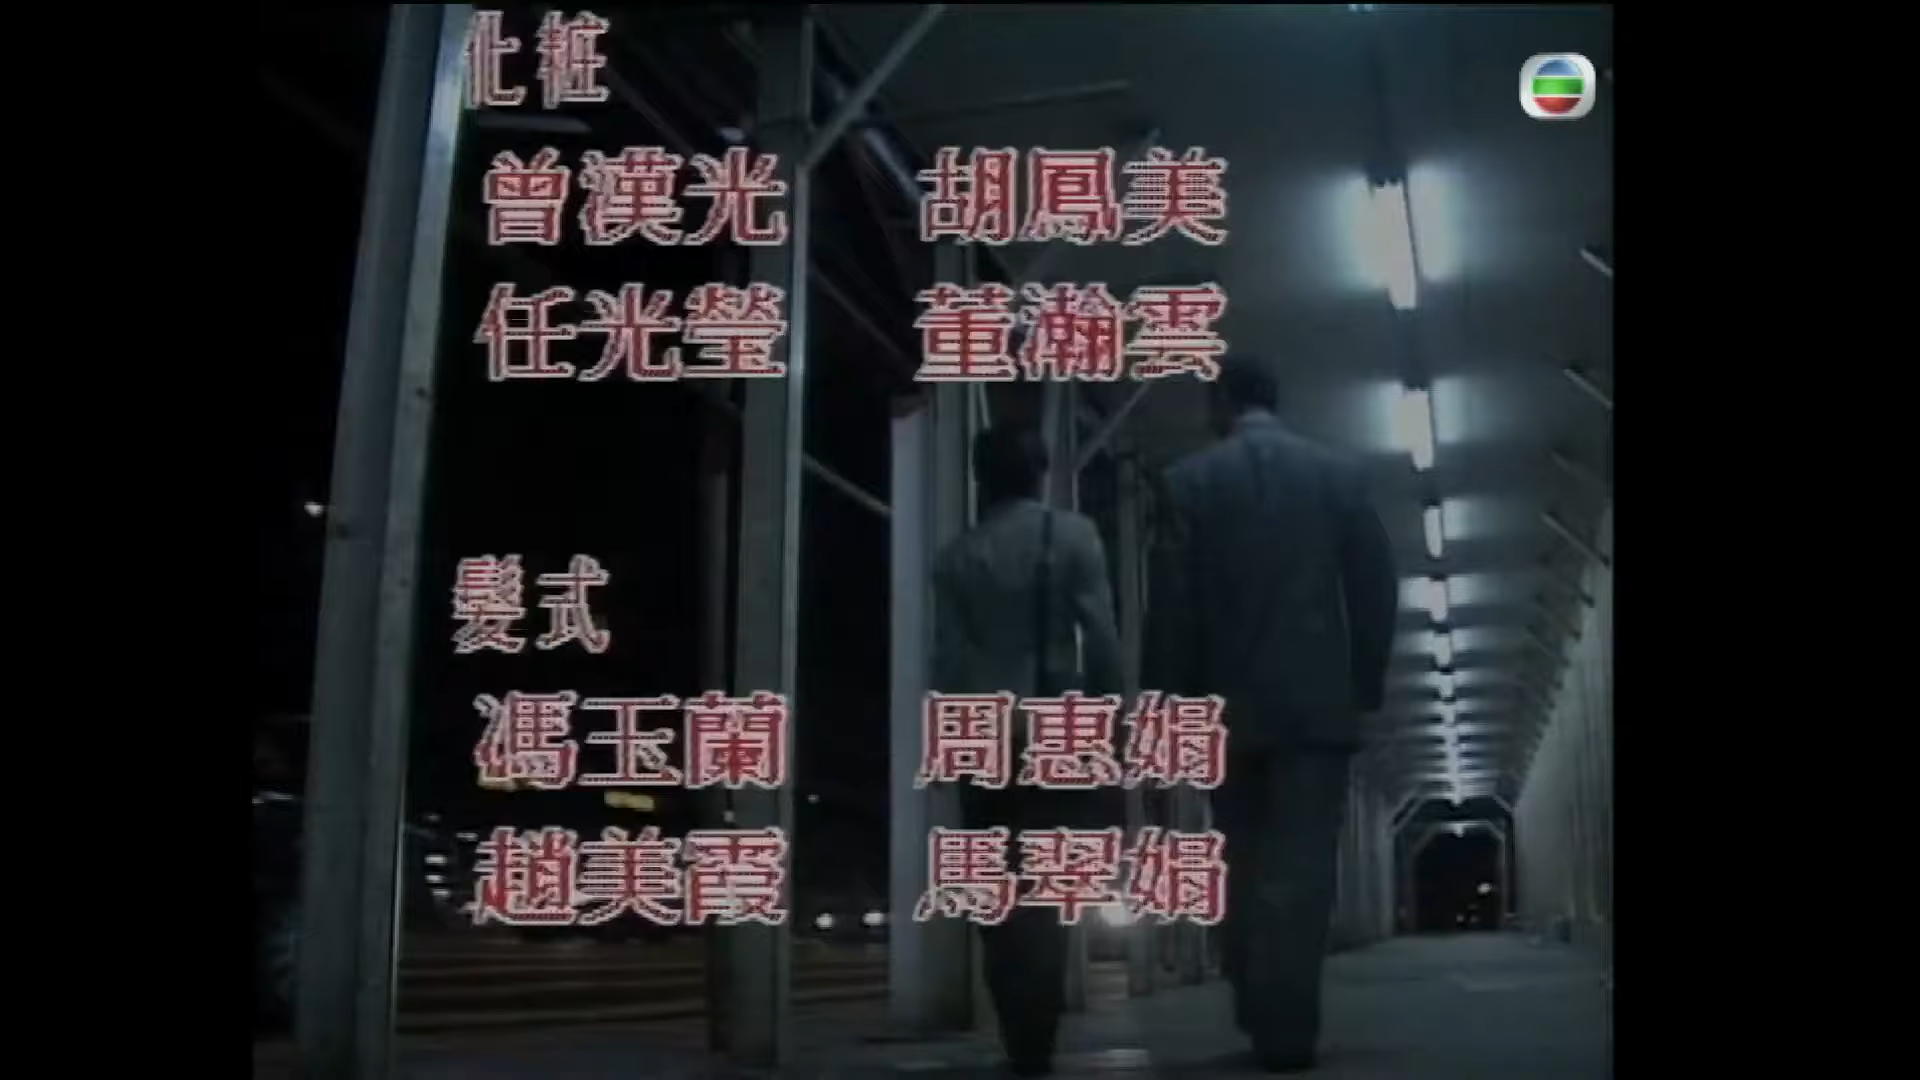 化粧
曾漢光 胡鳳美
任光瑩 董瀚雲
髮式
馮玉蘭 周惠娟
趙美霞 馬翠娟